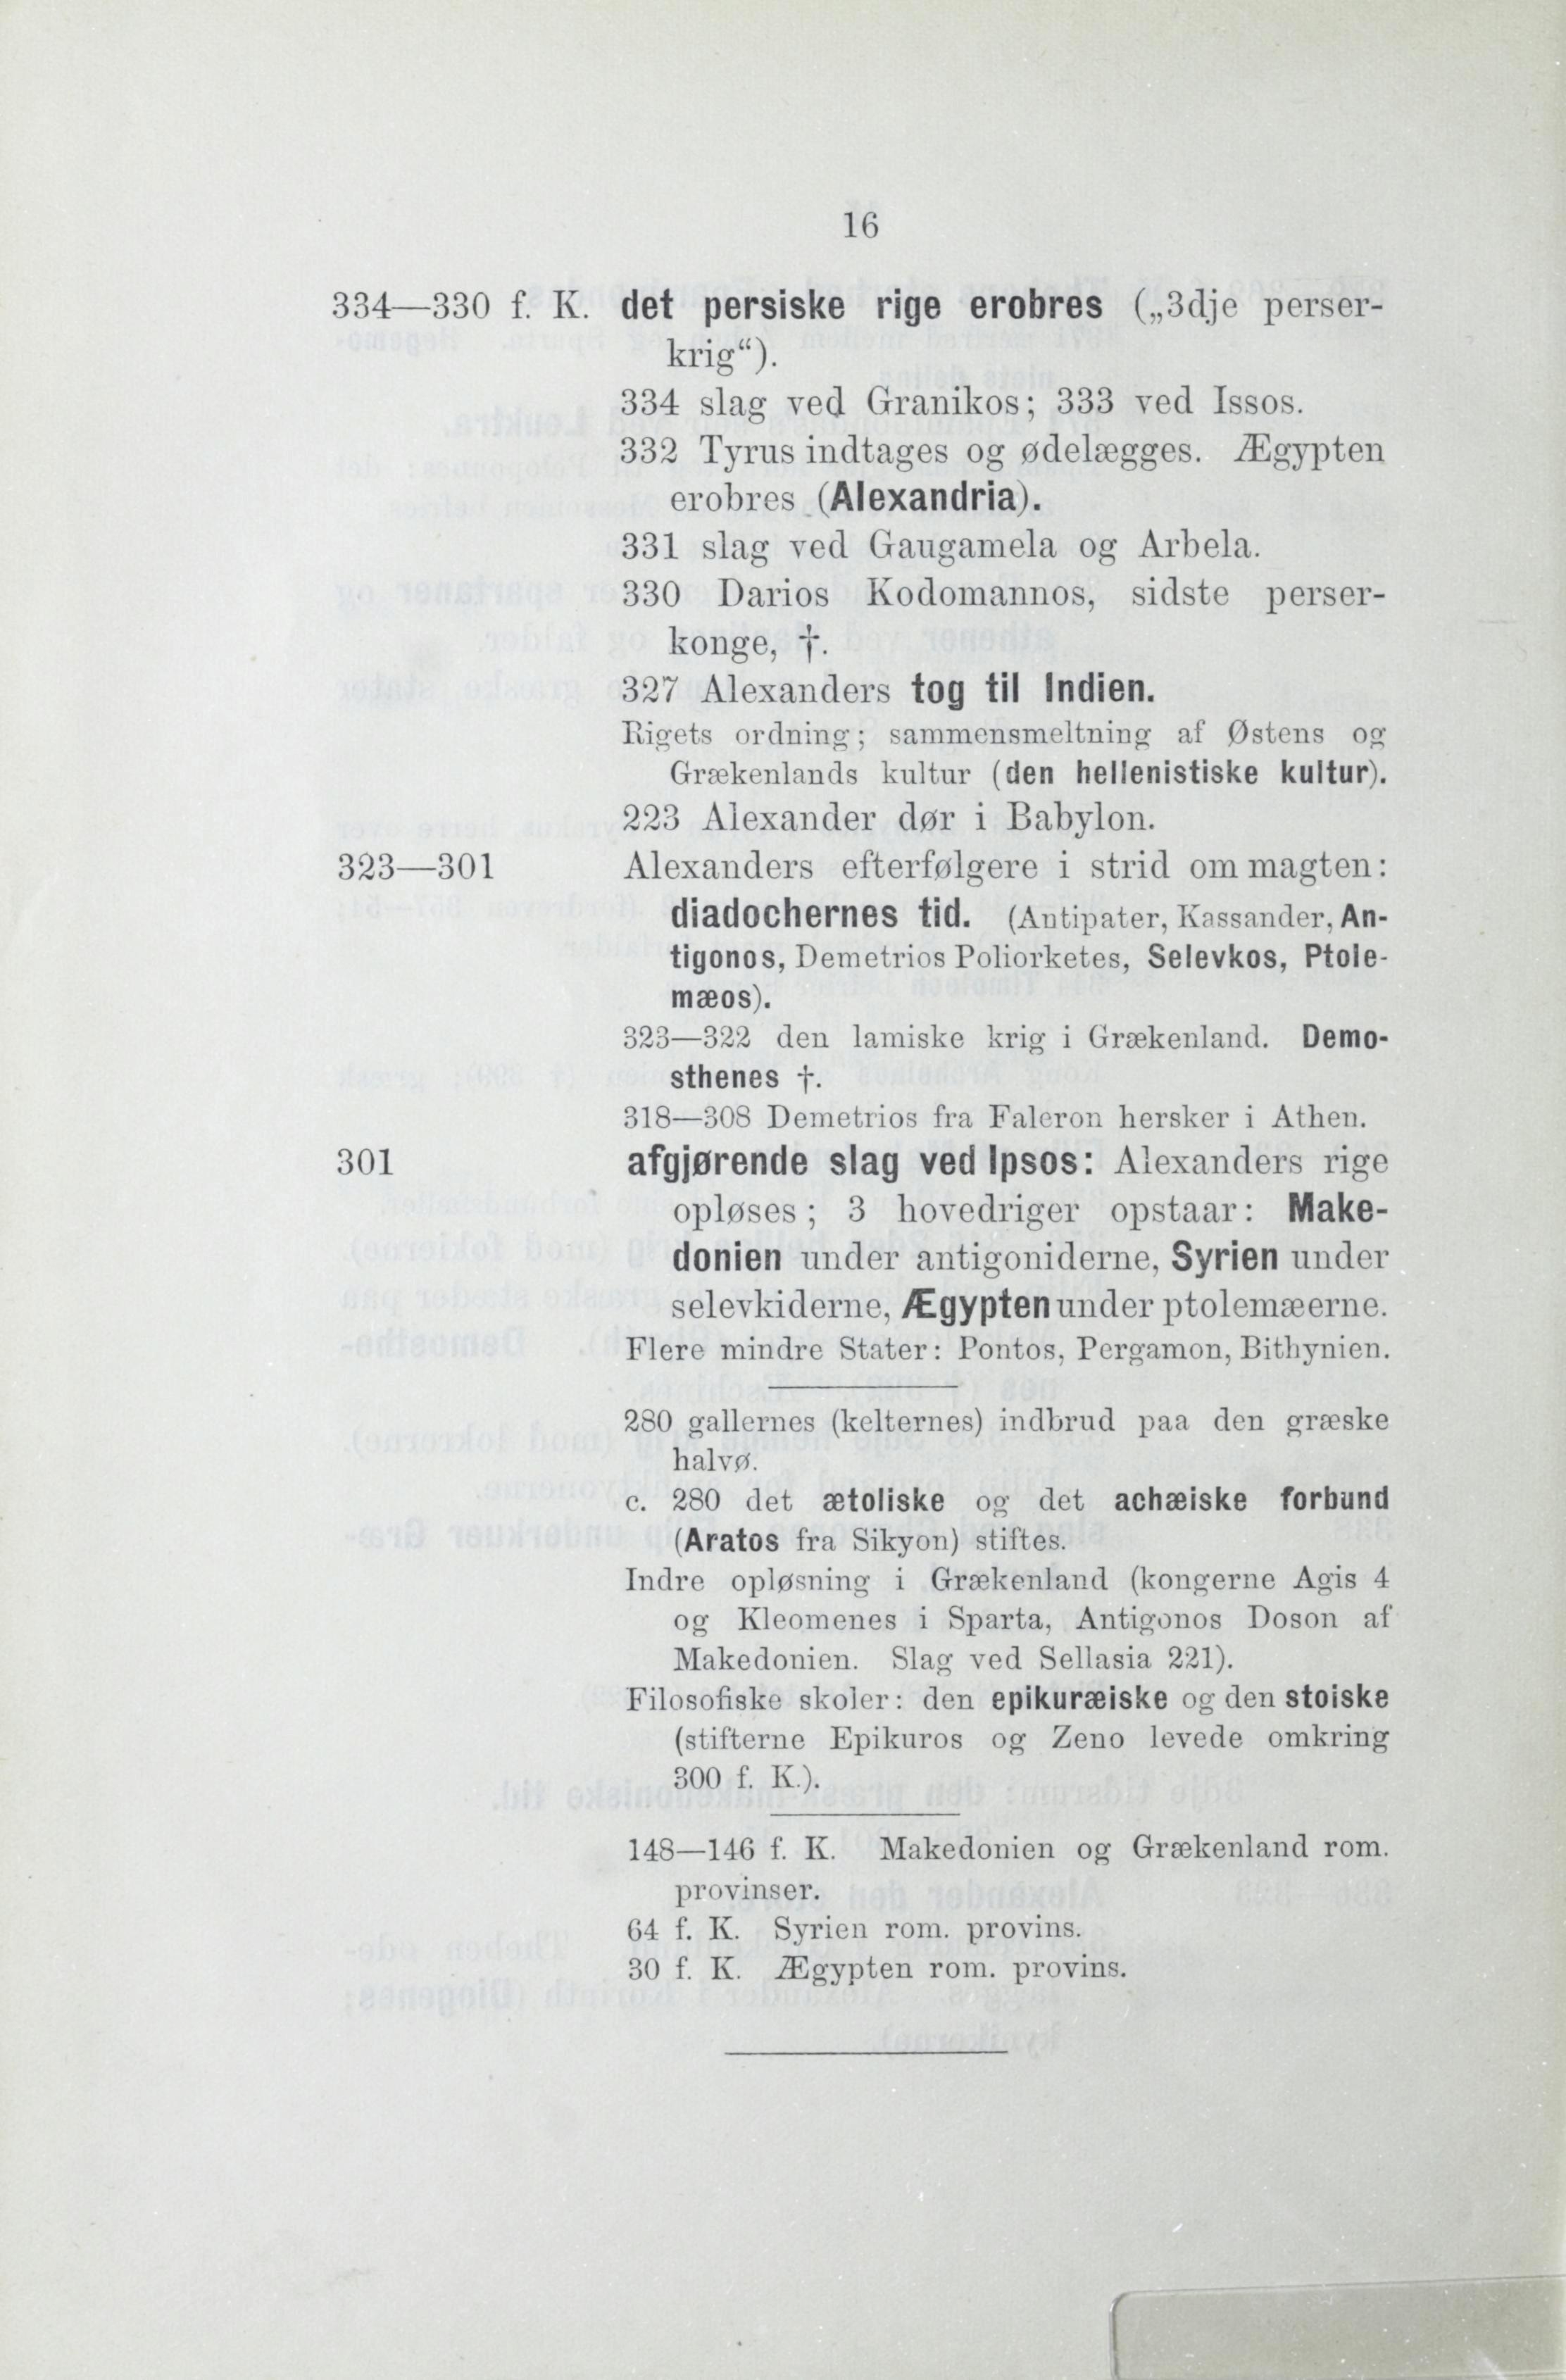 16
334—330 f. K. det persiske rige erobres („3dje perser-
krig“).
334 slag ved Granikos; 333 ved Issos.
332 Tyrus indtages og ødelægges. Ægypten
erobres (Alexandria).
331 slag ved Gaugamela og Arbela.
330 Darios Kodomannos, sidste perser-
konge, †.
327 Alexanders tog til Indien.
Rigets ordning; sammensmeltning af Østens og
Grækenlands kultur (den hellenistiske kultur).
223 Alexander dør i Babylon.
323—301 Alexanders efterfølgere i strid om magten:
diadochernes tid. (Antipater, Kassander, An-
tigonos, Demetrios Poliorketes, Selevkos, Ptole-
mæos).
323—322 den lamiske krig i Grækenland. Demo-
sthenes †.
318—308 Demetrios fra Faleron hersker i Athen.
301 afgjørende slag ved Ipsos: Alexanders rige
opløses; 3 hovedriger opstaar: Make-
donien under antigoniderne, Syrien under
selevkiderne, Ægypten under ptolemæerne.
Flere mindre Stater: Pontos, Pergamon, Bithynien.
280 gallernes (kelternes) indbrud paa den græske
halvø.
c. 280 det ætoliske og det achæiske forbund
(Aratos fra Sikyon) stiftes.
Indre opløsning i Grækenland (kongerne Agis 4
og Kleomenes i Sparta, Antigonos Doson af
Makedonien. Slag ved Sellasia 221).
Filosofiske skoler: den epikuræiske og den stoiske
(stifterne Epikuros og Zeno levede omkring
300 f. K.).
148—146 f. K. Makedonien og Grækenland rom.
provinser.
64 f. K. Syrien rom. provins.
30 f. K. Ægypten rom. provins.